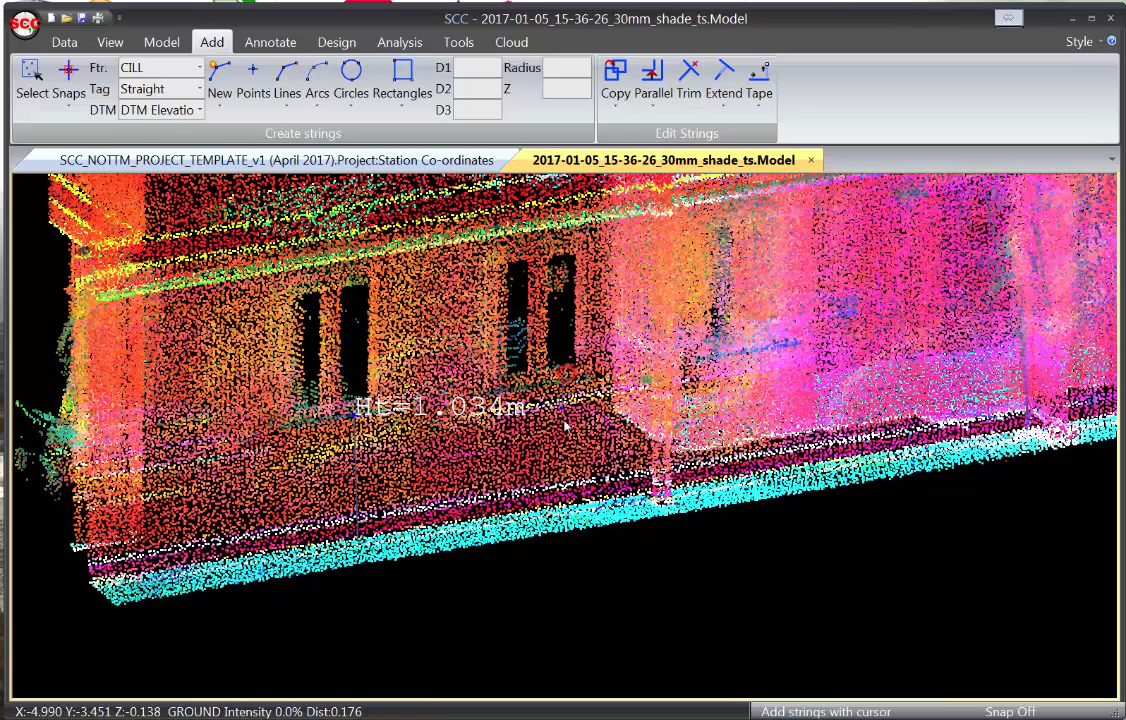 SCC
SCC - 2017-01-05_15-36-26_30mm_shade_ts.Model
Data View Model Add Annotate Design Analysis Tools Cloud Style
Ftr. CILL D1 Radius
Select Snaps Tag Straight New Points Lines Arcs Circles Rectangles D2 Z Copy Parallel Trim Extend Tape
DTM DTM Elevatio D3
Create strings Edit Strings
SCC_NOTTM_PROJECT_TEMPLATE_v1 (April 2017).Project:Station Co-ordinates 2017-01-05_15-36-26_30mm_shade_ts.Model
Ht=1.034m
X:-4.990 Y:-3.451 Z:-0.138 GROUND Intensity 0.0% Dist:0.176 Add strings with cursor Snap Off